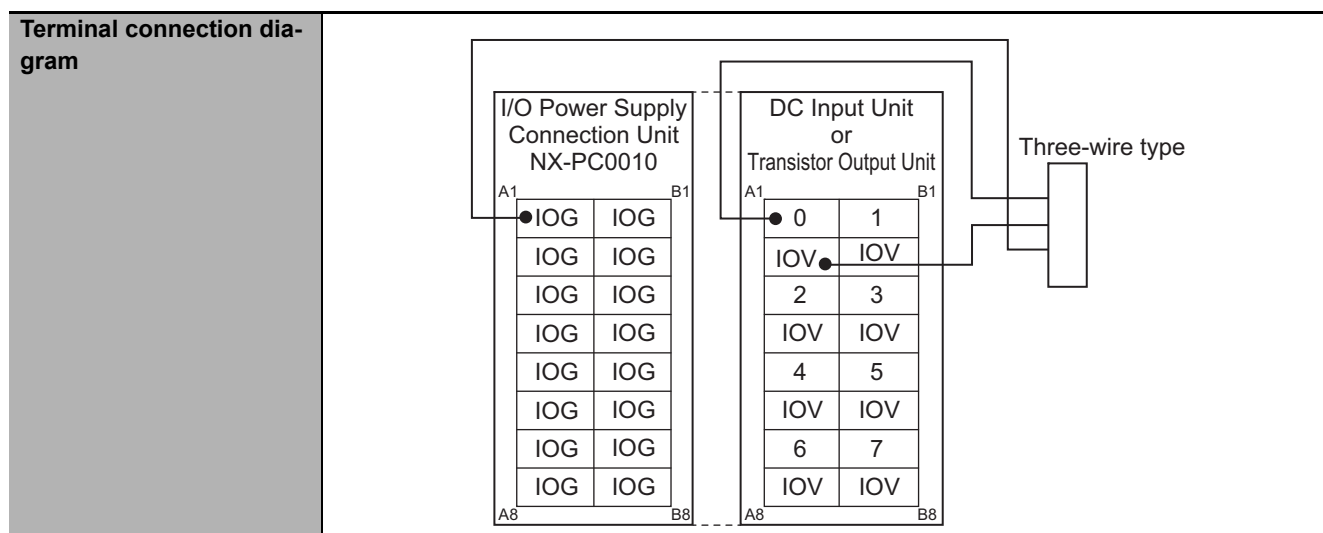 Terminal connection dia-
gram
I/O Power Supply
Connection Unit
NX-PC0010
A1 B1
IOG IOG
IOG IOG
IOG IOG
IOG IOG
IOG IOG
IOG IOG
IOG IOG
IOG IOG
A8 B8
DC Input Unit
or
Transistor Output Unit
A1 B1
0 1
IOV IOV
2 3
IOV IOV
4 5
IOV IOV
6 7
IOV IOV
A8 B8
Three-wire type